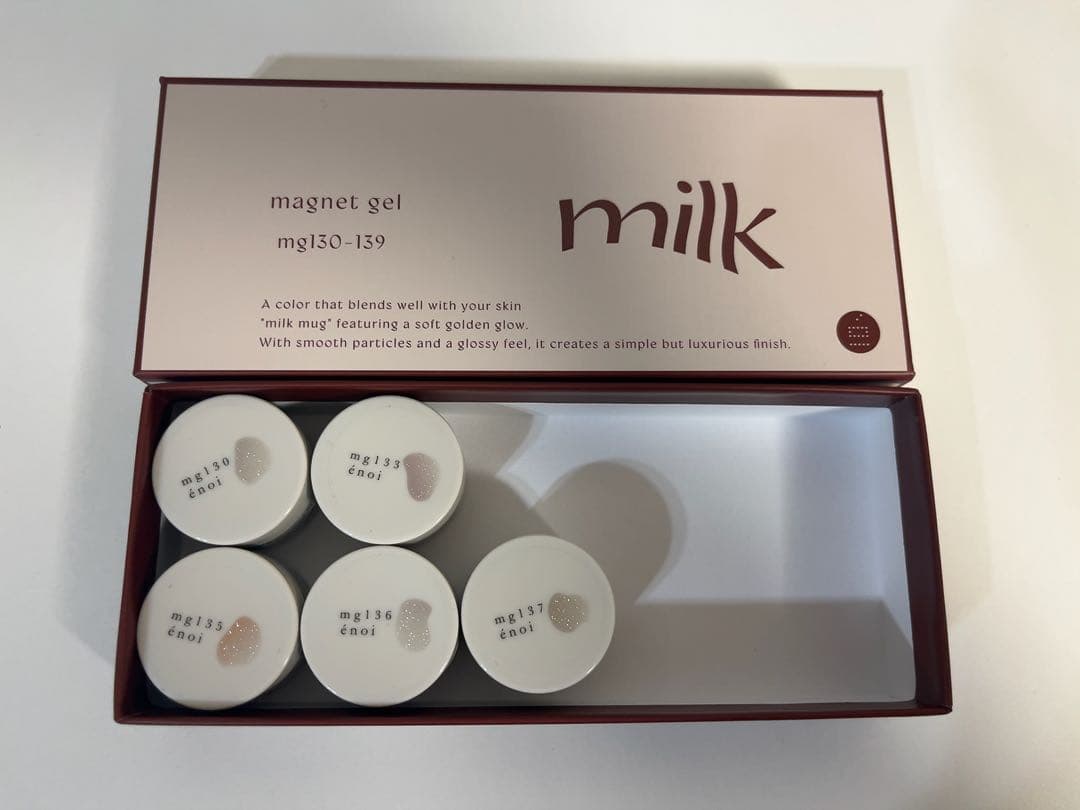 magnet gel
mg130-139
milk
A color that blends well with your skin
"milk mug" featuring a soft golden glow.
With smooth particles and a glossy feel, it creates a simple but luxurious finish.
mg130
énoi
mg133
énoi
mg135
énoi
mg136
énoi
mg137
énoi